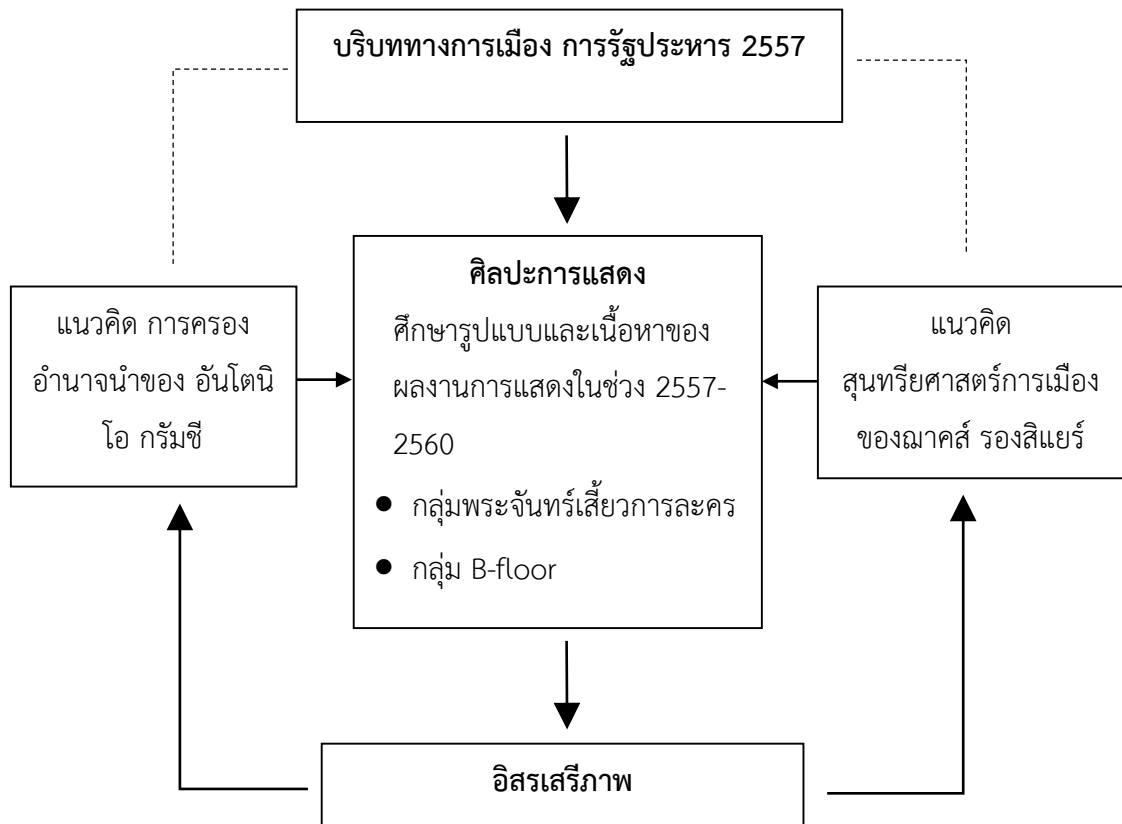 บริบททางการเมือง การรัฐประหาร 2557
ศิลปะการแสดง
ศึกษารูปแบบและเนื้อหาของ
ผลงานการแสดงในช่วง 2557-
2560
● กลุ่มพระจันทร์เสี้ยวการละคร
● กลุ่ม B-floor
แนวคิด การครอง
อำนาจนำของ อันโตนิ
โอ กรัมชี
แนวคิด
สุนทรียศาสตร์การเมือง
ของฌาคส์ รองสิแยร์
อิสรเสรีภาพ